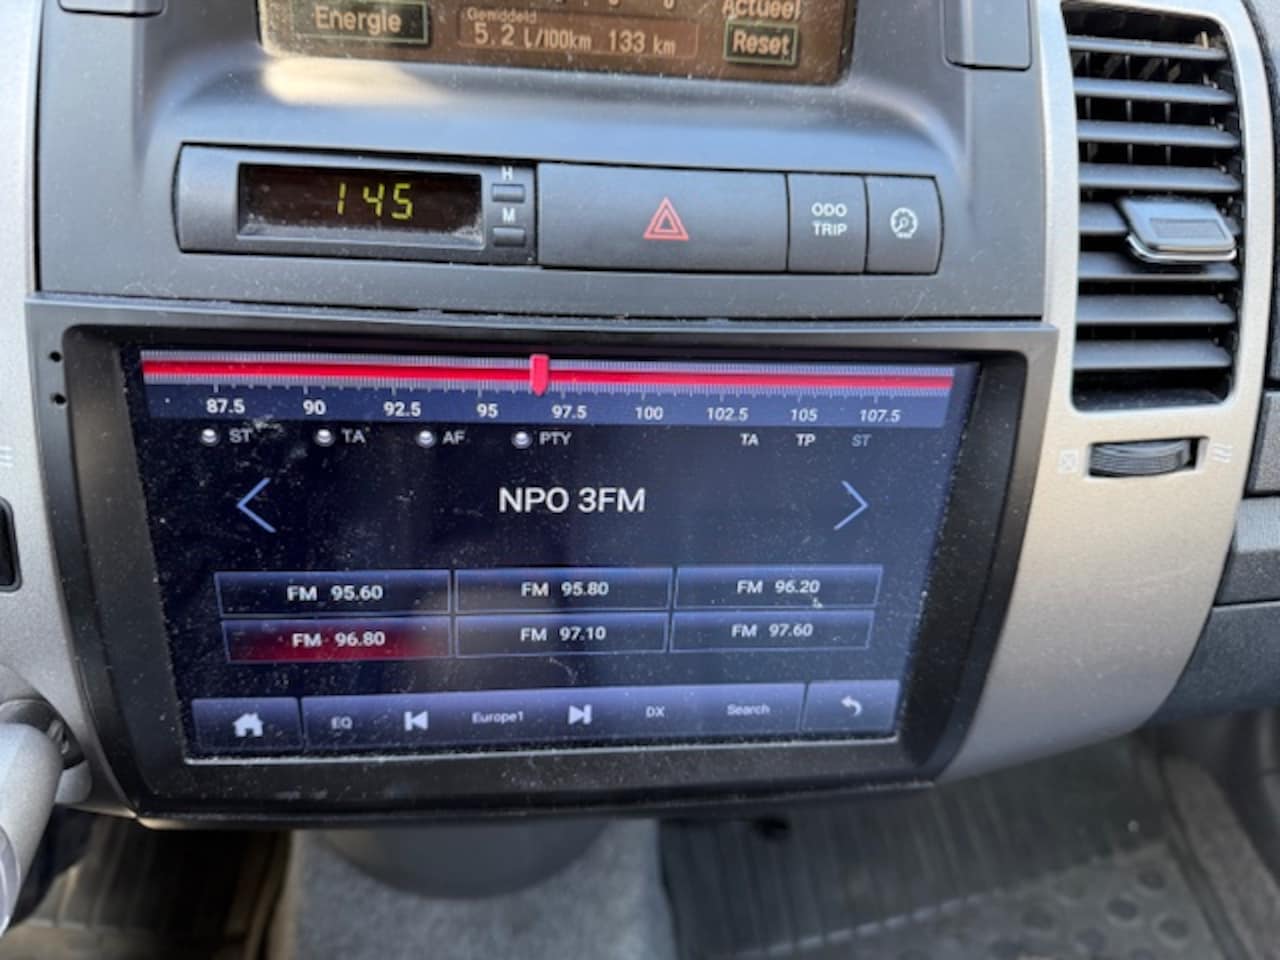 Energie
Gemiddeld
5.2 L/100km 133 km
Actueel
Reset
1 45
H
M
ODO
TRIP
87.5 90 92.5 95 97.5 100 102.5 105 107.5
ST TA AF PTY TA TP ST
NPO 3FM
FM 95.60 FM 95.80 FM 96.20
FM 96.80 FM 97.10 FM 97.60
EQ Europe1 DX Search